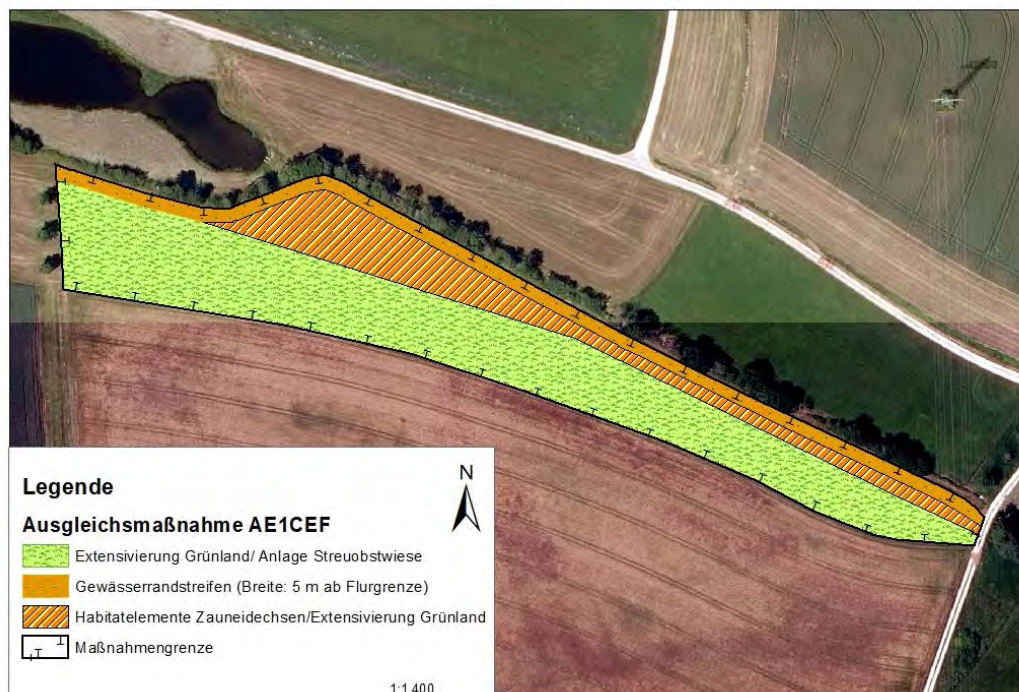 N
Legende
Ausgleichsmaßnahme AE1CEF
Extensivierung Grünland/ Anlage Streuobstwiese
Gewässerrandstreifen (Breite: 5 m ab Flurgrenze)
Habitatelemente Zauneidechsen/Extensivierung Grünland
Maßnahmengrenze
1:1.400